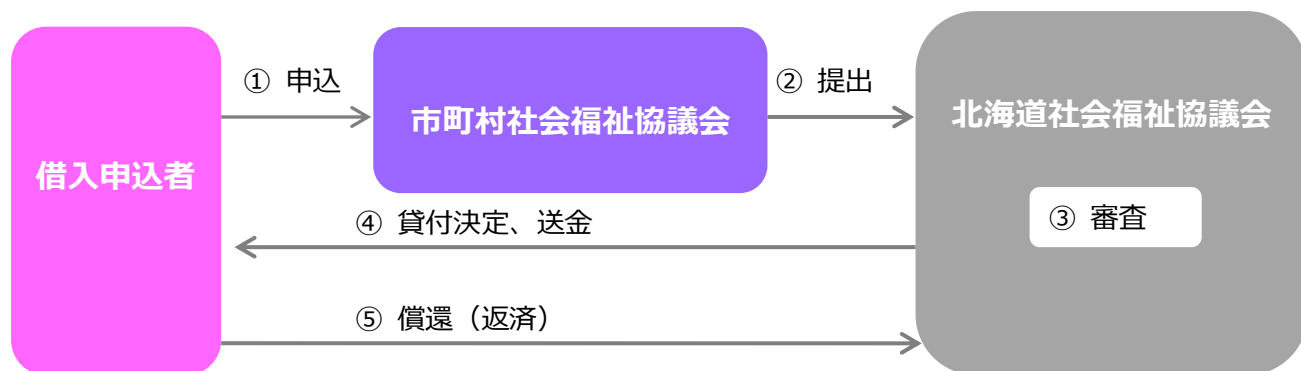 ① 申込
② 提出
市町村社会福祉協議会
北海道社会福祉協議会
借入申込者
③ 審査
④ 貸付決定、送金
⑤ 償還（返済）